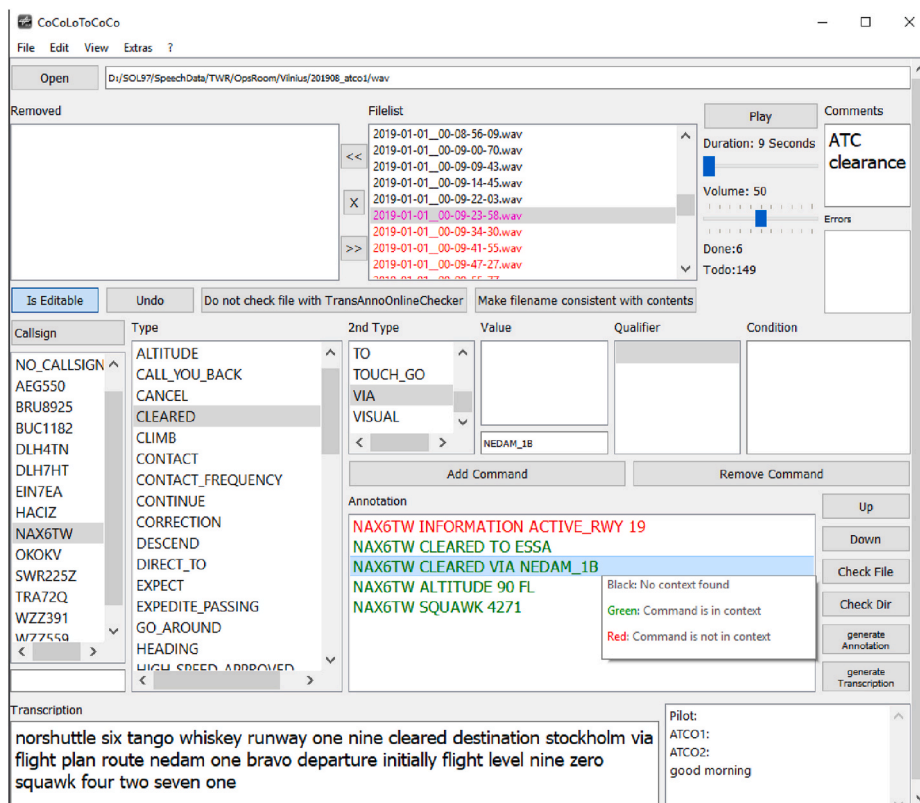 CoCoLoToCoCo
File Edit View Extras ?
Open D:/SOL97/SpeechData/TWR/OpsRoom/Vilnius/201908_atco1/wav
Removed
Filelist
2019-01-01__00-08-56-09.wav
2019-01-01__00-09-00-70.wav
2019-01-01__00-09-09-43.wav
2019-01-01__00-09-14-45.wav
2019-01-01__00-09-22-03.wav
2019-01-01__00-09-23-58.wav
2019-01-01__00-09-34-30.wav
2019-01-01__00-09-41-55.wav
2019-01-01__00-09-47-27.wav
<<
X
>>
Play
Duration: 9 Seconds
Volume: 50
Done:6
Todo:149
Comments
ATC
clearance
Errors
Is Editable Undo Do not check file with TransAnnoOnlineChecker Make filename consistent with contents
Callsign
NO_CALLSIGN
AEG550
BRU8925
BUC1182
DLH4TN
DLH7HT
EIN7EA
HACIZ
NAX6TW
OKOKV
SWR225Z
TRA72Q
WZZ391
WZZ559
Type
ALTITUDE
CALL_YOU_BACK
CANCEL
CLEARED
CLIMB
CONTACT
CONTACT_FREQUENCY
CONTINUE
CORRECTION
DESCEND
DIRECT_TO
EXPECT
EXPEDITE_PASSING
GO_AROUND
HEADING
HIGH_SPEED_APPROVED
2nd Type
TO
TOUCH_GO
VIA
VISUAL
Value
NEDAM_1B
Qualifier
Condition
Add Command Remove Command
Annotation
NAX6TW INFORMATION ACTIVE_RWY 19
NAX6TW CLEARED TO ESSA
NAX6TW CLEARED VIA NEDAM_1B
NAX6TW ALTITUDE 90 FL
NAX6TW SQUAWK 4271
Black: No context found
Green: Command is in context
Red: Command is not in context
Up
Down
Check File
Check Dir
generate
Annotation
generate
Transcription
Transcription
norshuttle six tango whiskey runway one nine cleared destination stockholm via
flight plan route nedam one bravo departure initially flight level nine zero
squawk four two seven one
Pilot:
ATCO1:
ATCO2:
good morning